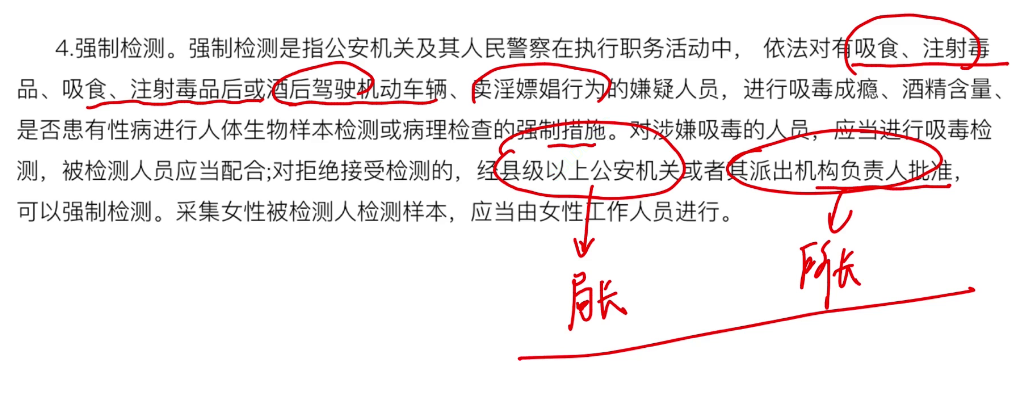 4.强制检测。强制检测是指公安机关及其人民警察在执行职务活动中， 依法对有吸食、注射毒
品、吸食、注射毒品后或酒后驾驶机动车辆、卖淫嫖娼行为的嫌疑人员，进行吸毒成瘾、酒精含量、
是否患有性病进行人体生物样本检测或病理检查的强制措施。对涉嫌吸毒的人员，应当进行吸毒检
测，被检测人员应当配合;对拒绝接受检测的，经县级以上公安机关或者其派出机构负责人批准，
可以强制检测。采集女性被检测人检测样本，应当由女性工作人员进行。
局长
所长